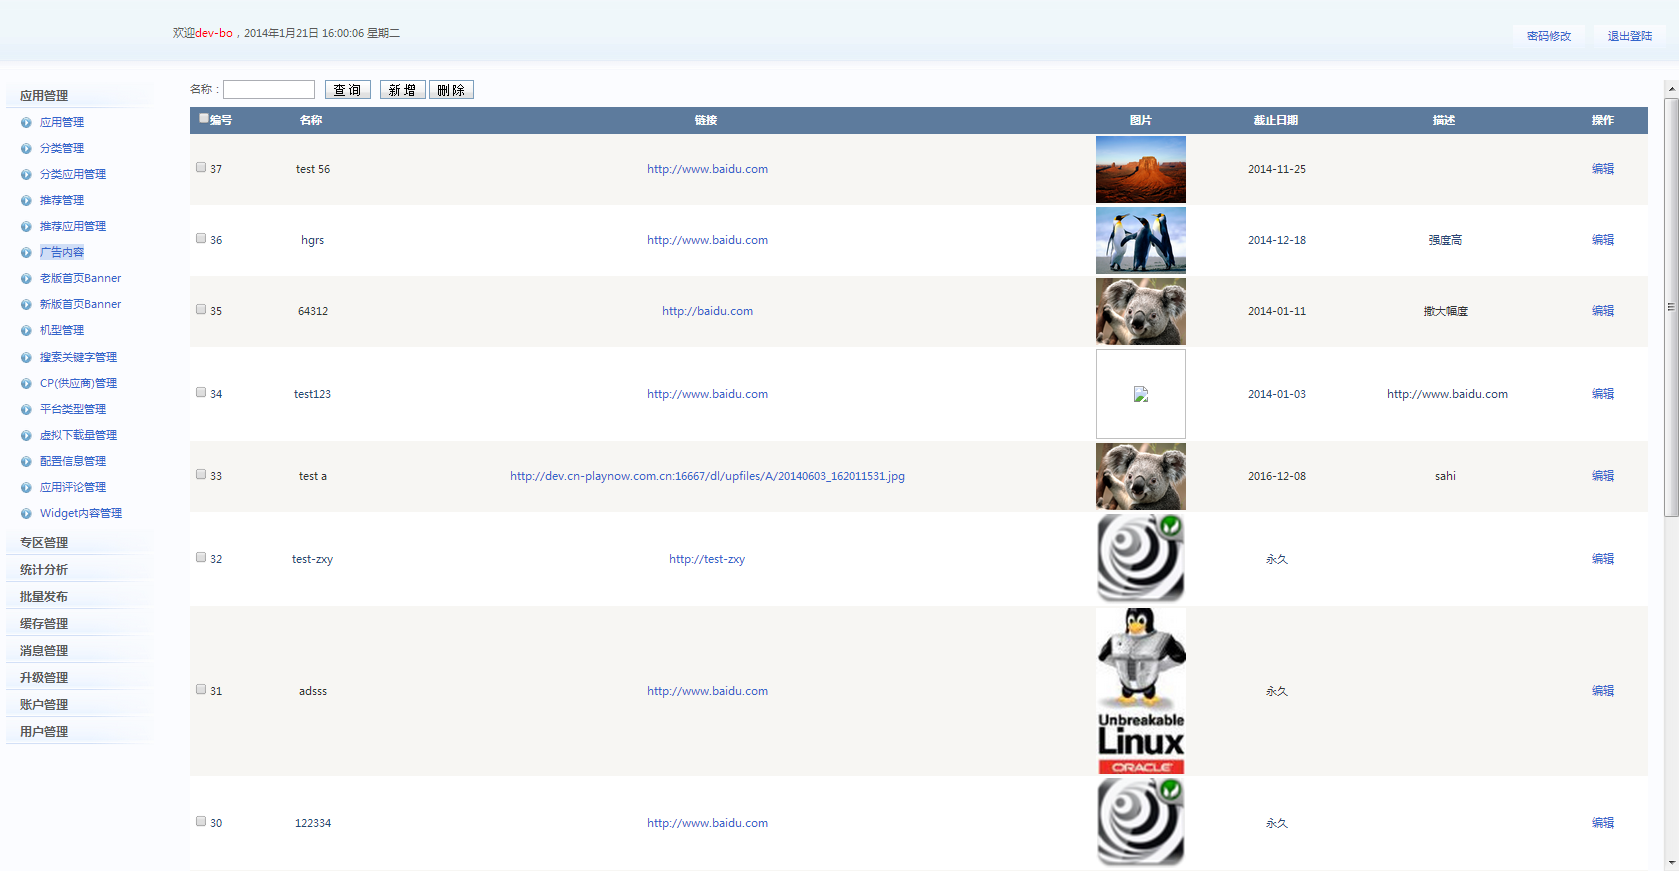 欢迎dev-bo，2014年1月21日 16:00:06 星期二
密码修改 退出登陆
应用管理
应用管理
分类管理
分类应用管理
推荐管理
推荐应用管理
广告内容
老版首页Banner
新版首页Banner
机型管理
搜索关键字管理
CP(供应商)管理
平台类型管理
虚拟下载量管理
配置信息管理
应用评论管理
Widget内容管理
专区管理
统计分析
批量发布
缓存管理
消息管理
升级管理
账户管理
用户管理
名称： 查 询 新 增 删 除
编号 名称 链接 图片 截止日期 描述 操作
37 test 56 http://www.baidu.com 2014-11-25 编辑
36 hgrs http://www.baidu.com 2014-12-18 强度高 编辑
35 64312 http://baidu.com 2014-01-11 撒大幅度 编辑
34 test123 http://www.baidu.com 2014-01-03 http://www.baidu.com 编辑
33 test a http://dev.cn-playnow.com.cn:16667/dl/upfiles/A/20140603_162011531.jpg 2016-12-08 sahi 编辑
32 test-zxy http://test-zxy 永久 编辑
31 adsss http://www.baidu.com 永久 编辑
Unbreakable
Linux
ORACLE
30 122334 http://www.baidu.com 永久 编辑